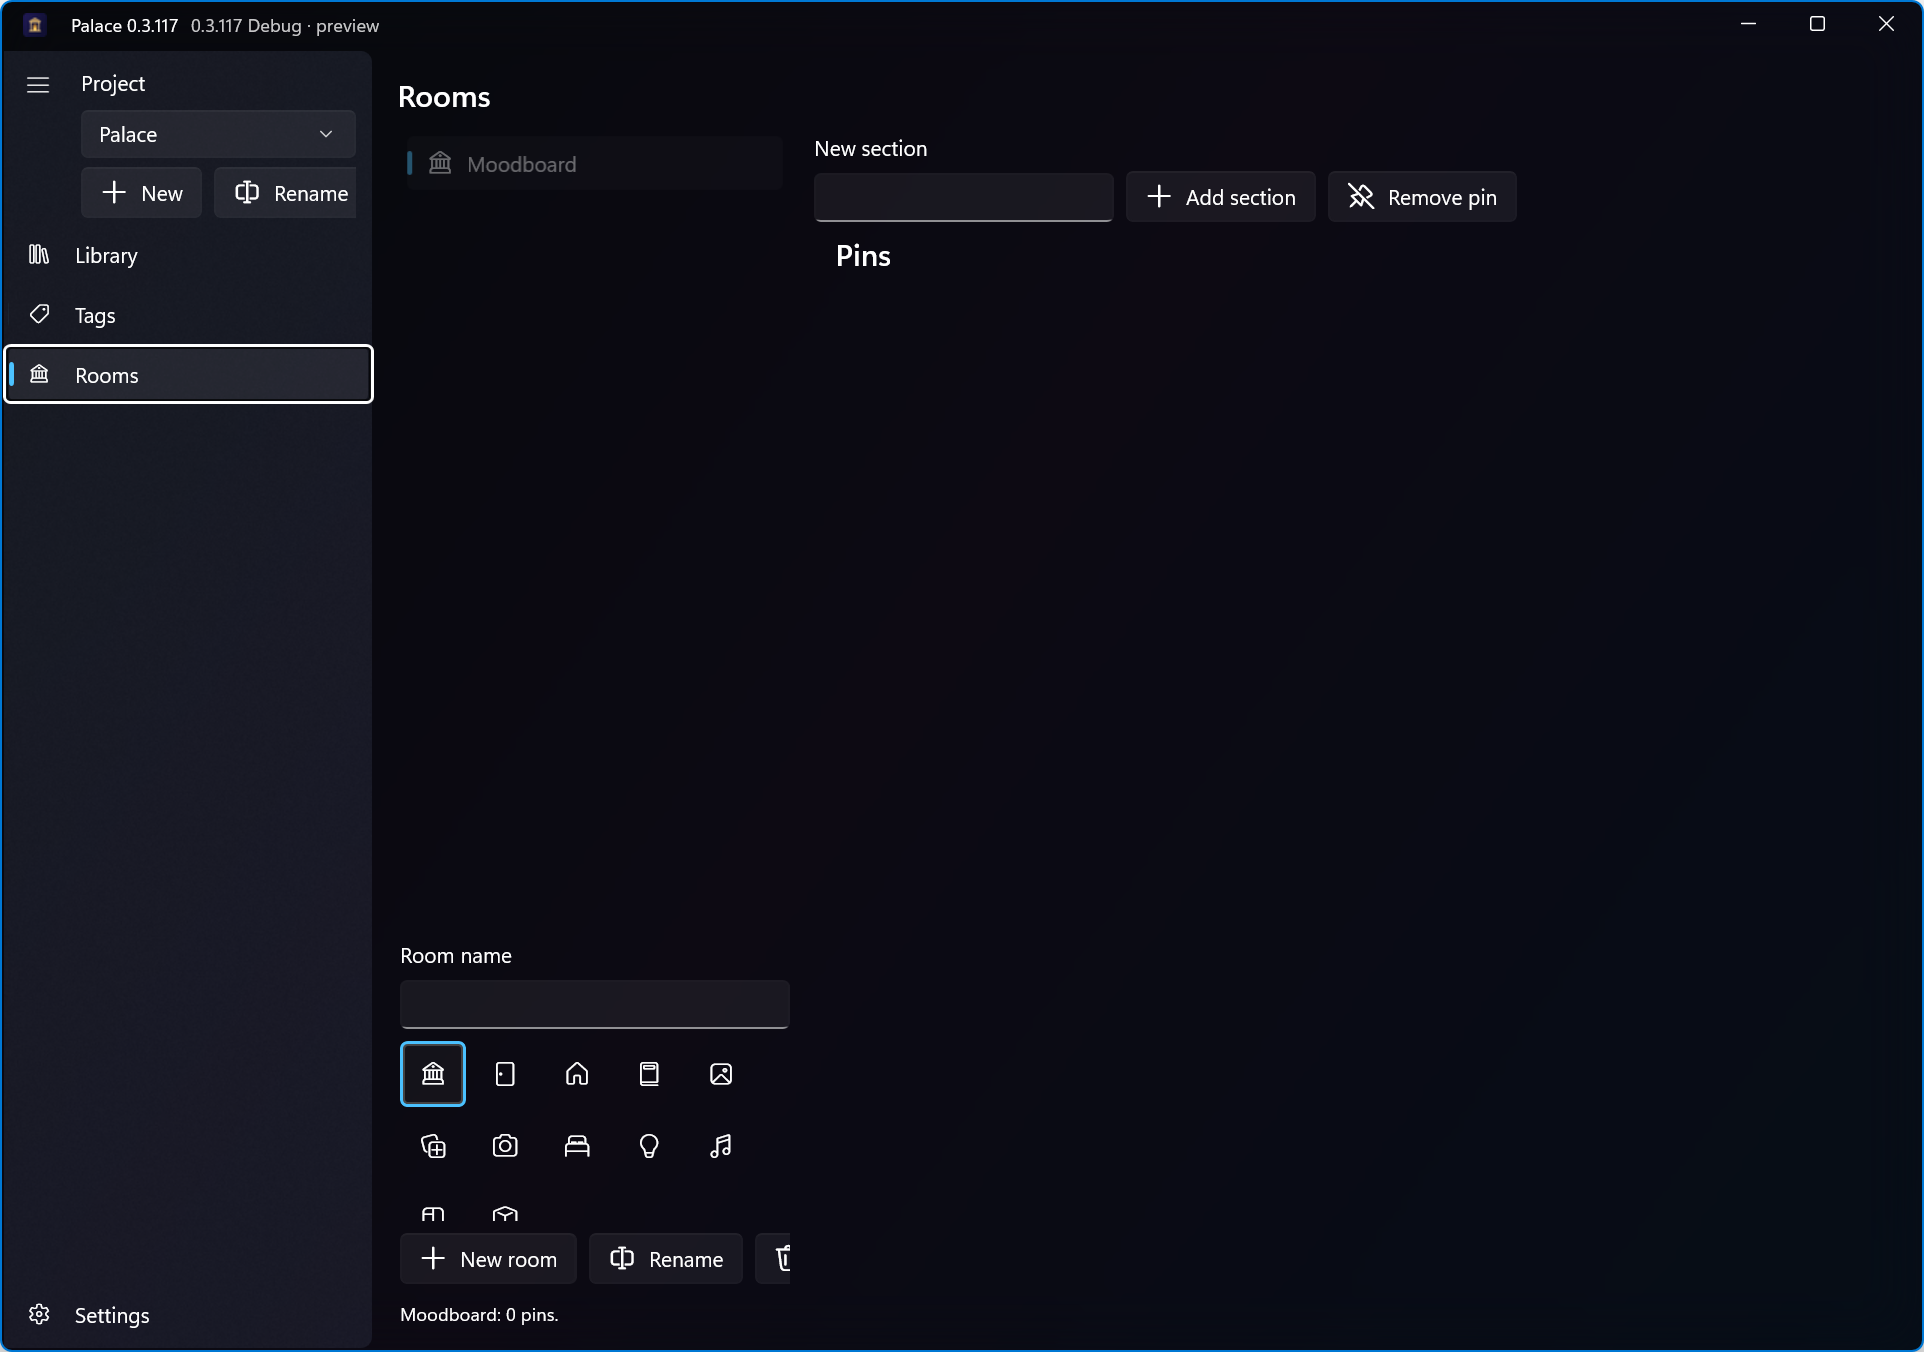 Palace 0.3.117 0.3.117 Debug · preview
Project
Palace
New
Rename
Library
Tags
Rooms
Settings
Rooms
Moodboard
New section
Add section
Remove pin
Pins
Room name
New room
Rename
Moodboard: 0 pins.